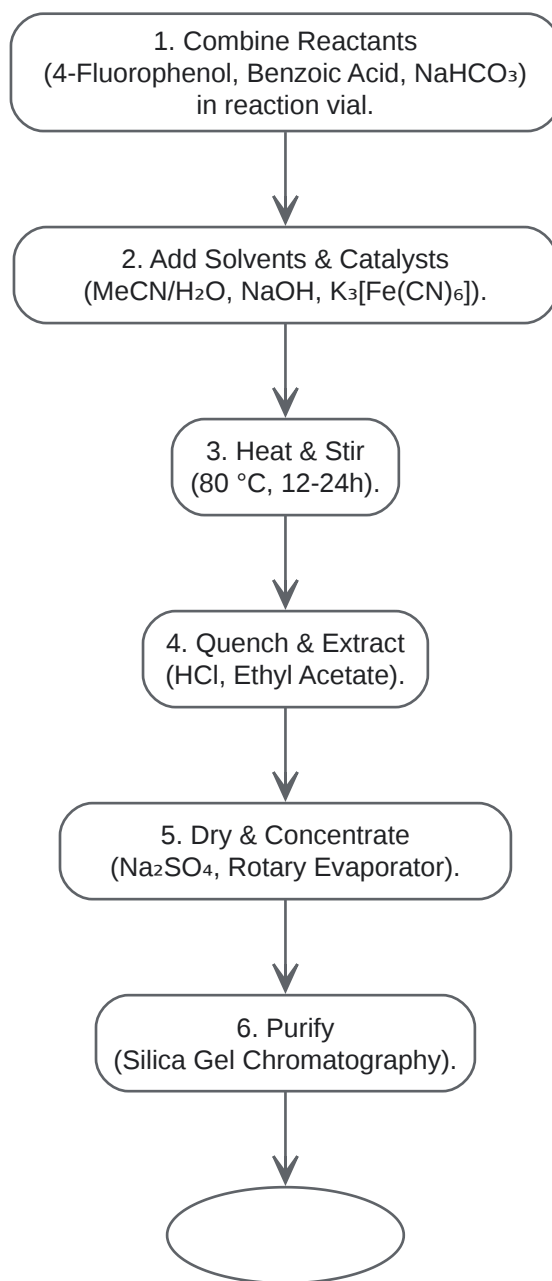 1. Combine Reactants
(4-Fluorophenol, Benzoic Acid, NaHCO₃)
in reaction vial.
2. Add Solvents & Catalysts
(MeCN/H₂O, NaOH, K₃[Fe(CN)₆]).
3. Heat & Stir
(80 °C, 12-24h).
4. Quench & Extract
(HCl, Ethyl Acetate).
5. Dry & Concentrate
(Na₂SO₄, Rotary Evaporator).
6. Purify
(Silica Gel Chromatography).